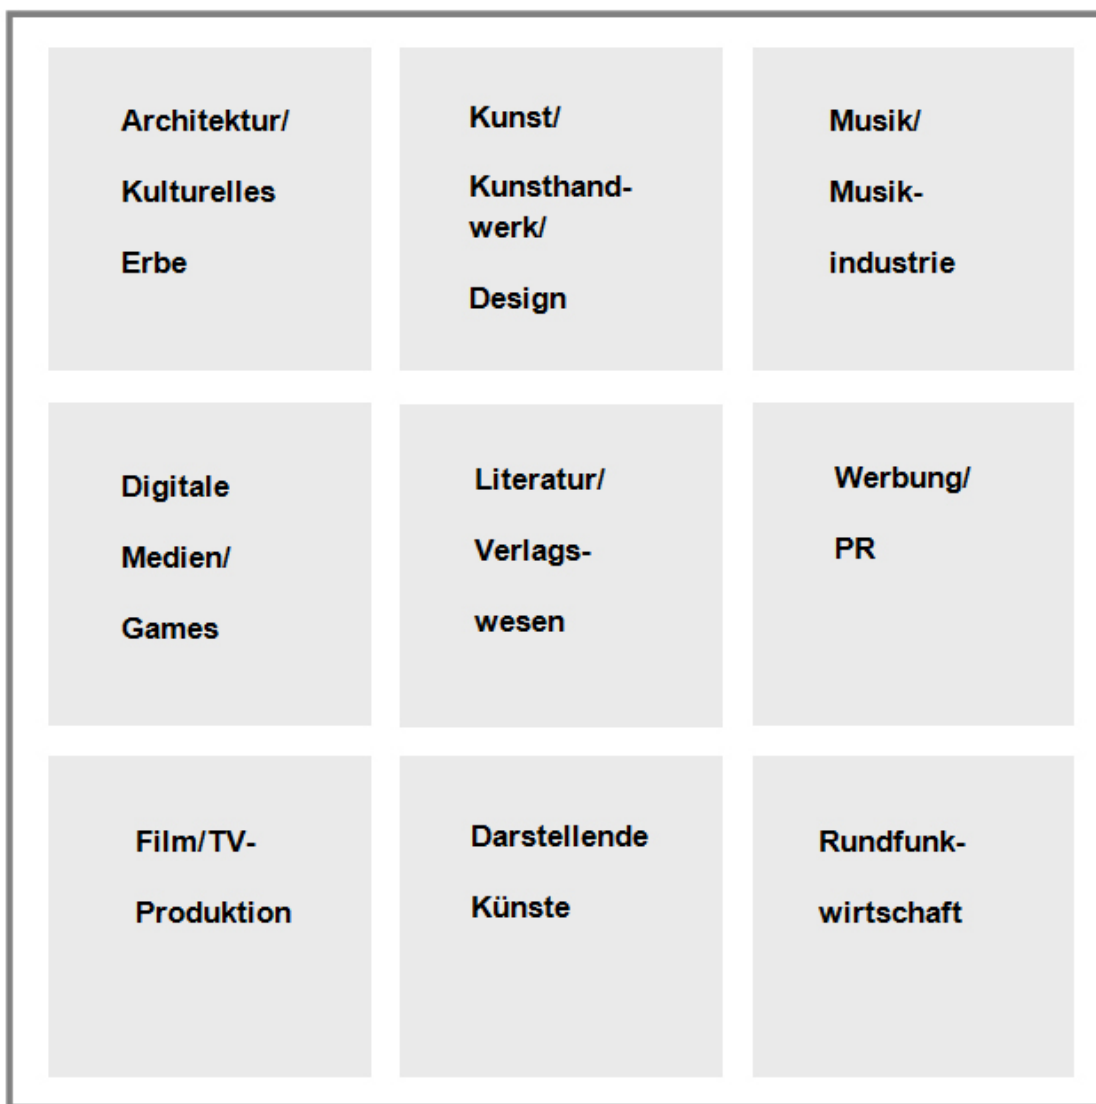 Architektur/
Kulturelles
Erbe
Kunst/
Kunsthand-
werk/
Design
Musik/
Musik-
industrie
Digitale
Medien/
Games
Literatur/
Verlags-
wesen
Werbung/
PR
Film/TV-
Produktion
Darstellende
Künste
Rundfunk-
wirtschaft